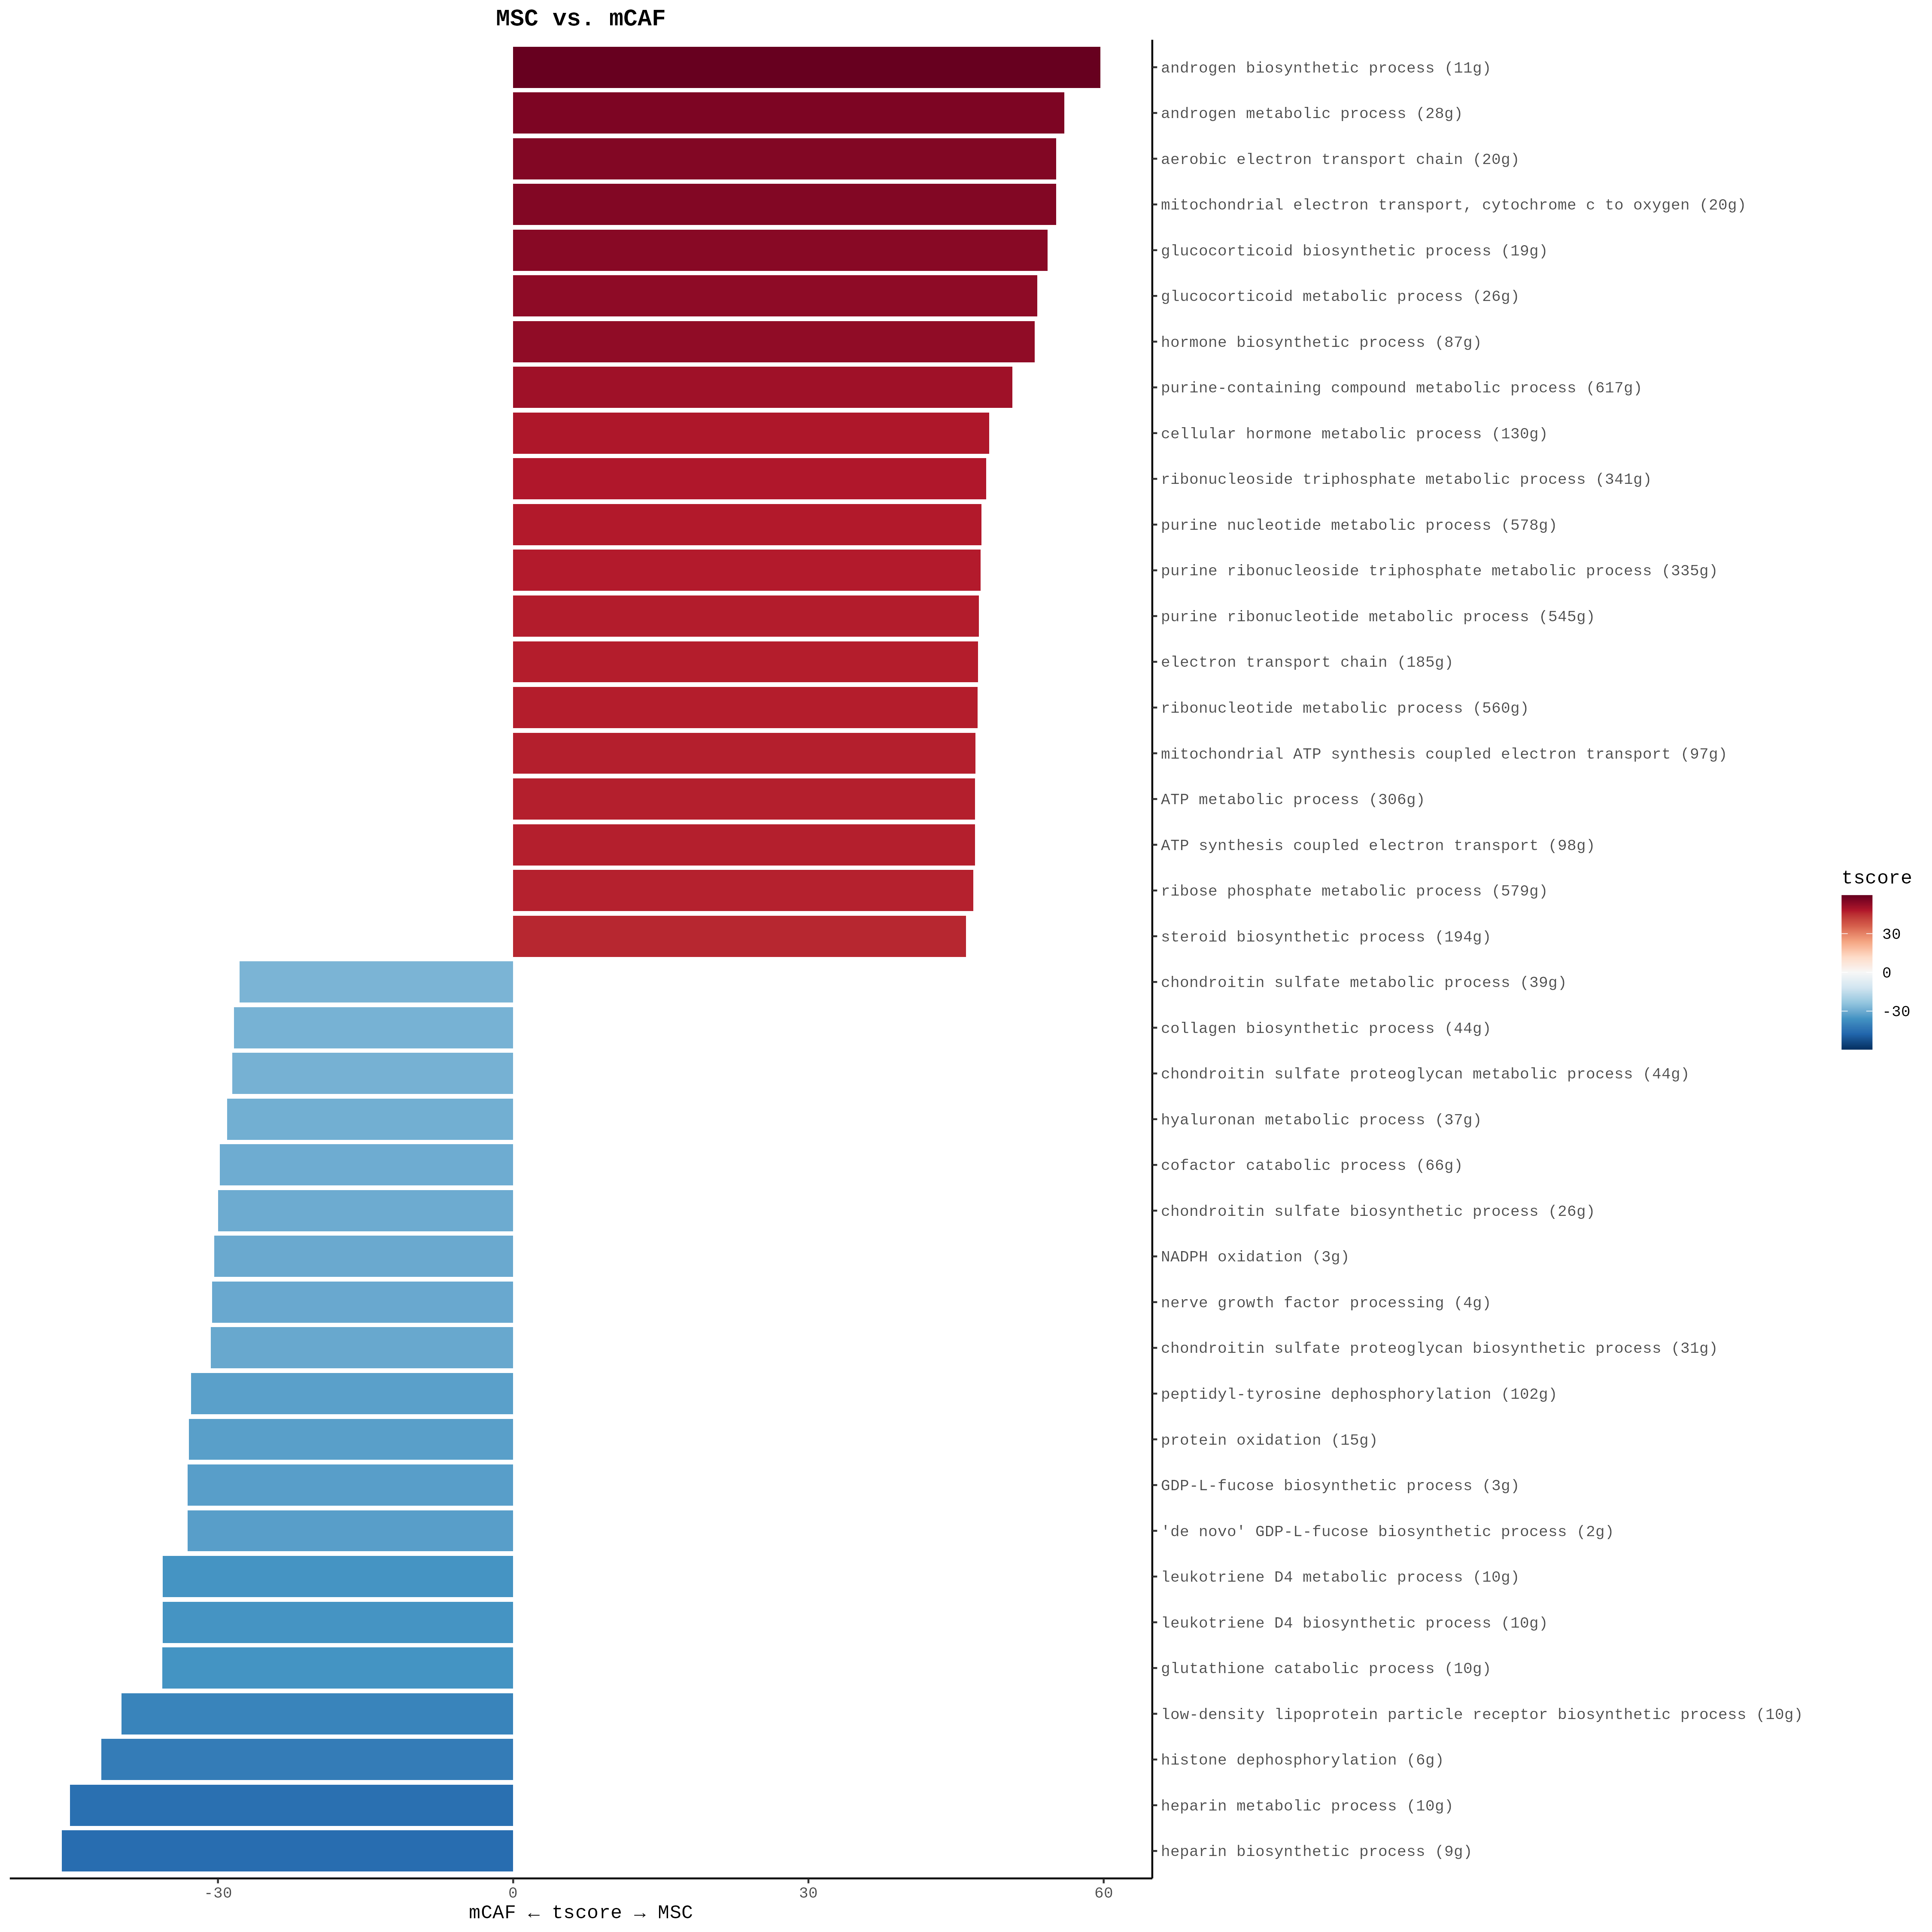 MSC vs. mCAF
androgen biosynthetic process (11g)
androgen metabolic process (28g)
aerobic electron transport chain (20g)
mitochondrial electron transport, cytochrome c to oxygen (20g)
glucocorticoid biosynthetic process (19g)
glucocorticoid metabolic process (26g)
hormone biosynthetic process (87g)
purine-containing compound metabolic process (617g)
cellular hormone metabolic process (130g)
ribonucleoside triphosphate metabolic process (341g)
purine nucleotide metabolic process (578g)
purine ribonucleoside triphosphate metabolic process (335g)
purine ribonucleotide metabolic process (545g)
electron transport chain (185g)
ribonucleotide metabolic process (560g)
mitochondrial ATP synthesis coupled electron transport (97g)
ATP metabolic process (306g)
ATP synthesis coupled electron transport (98g)
ribose phosphate metabolic process (579g)
steroid biosynthetic process (194g)
chondroitin sulfate metabolic process (39g)
collagen biosynthetic process (44g)
chondroitin sulfate proteoglycan metabolic process (44g)
hyaluronan metabolic process (37g)
cofactor catabolic process (66g)
chondroitin sulfate biosynthetic process (26g)
NADPH oxidation (3g)
nerve growth factor processing (4g)
chondroitin sulfate proteoglycan biosynthetic process (31g)
peptidyl-tyrosine dephosphorylation (102g)
protein oxidation (15g)
GDP-L-fucose biosynthetic process (3g)
'de novo' GDP-L-fucose biosynthetic process (2g)
leukotriene D4 metabolic process (10g)
leukotriene D4 biosynthetic process (10g)
glutathione catabolic process (10g)
low-density lipoprotein particle receptor biosynthetic process (10g)
histone dephosphorylation (6g)
heparin metabolic process (10g)
heparin biosynthetic process (9g)
-30 0 30 60
mCAF ← tscore → MSC
tscore
30
0
-30